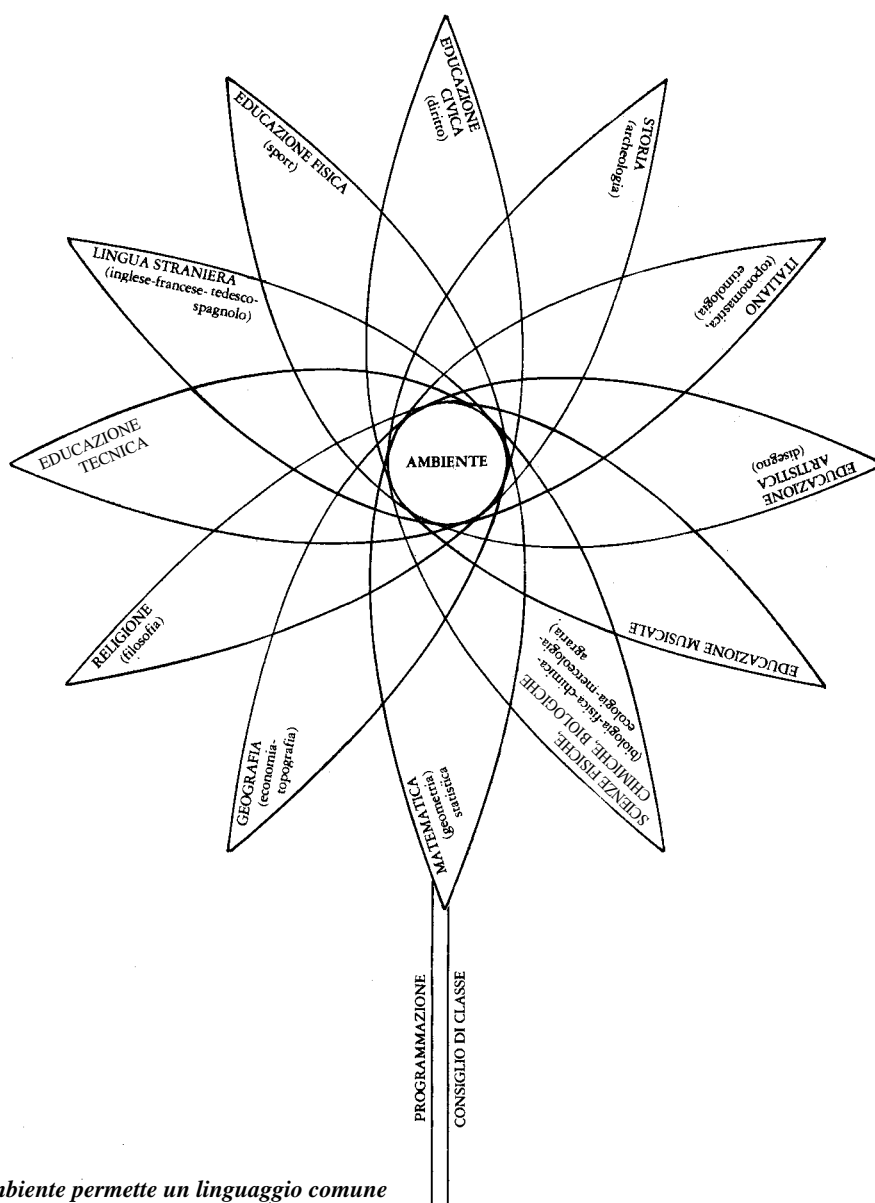 EDUCAZIONE
CIVICA
(diritto)
STORIA
(archeologia)
ITALIANO
(toponomastica,
etimologia)
EDUCAZIONE
ARTISTICA
(disegno)
EDUCAZIONE MUSICALE
SCIENZE FISICHE,
CHIMICHE, BIOLOGICHE
(biologia-fisica-chimica-
ecologia-merceologia-
agraria)
MATEMATICA
(geometria)
statistica
GEOGRAFIA
(economia-
topografia)
RELIGIONE
(filosofia)
EDUCAZIONE
TECNICA
LINGUA STRANIERA
(inglese-francese- tedesco-
spagnolo)
EDUCAZIONE FISICA
(sport)
AMBIENTE
PROGRAMMAZIONE
CONSIGLIO DI CLASSE
permette un linguaggio comune